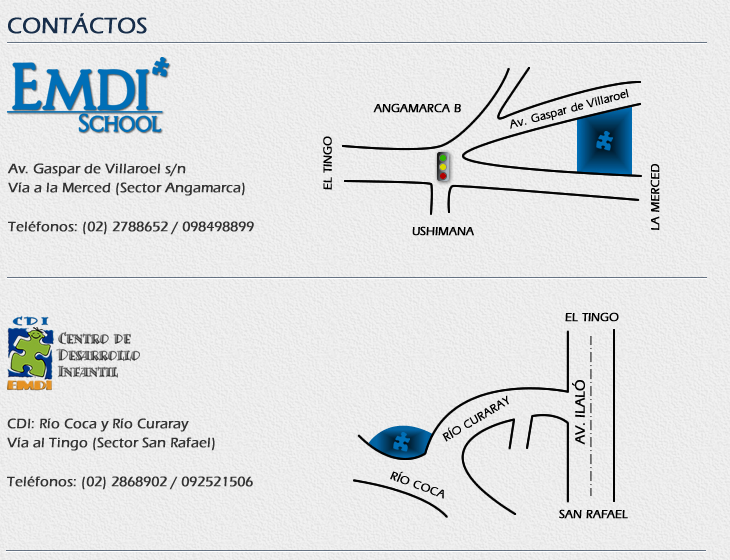 CONTÁCTOS
EMDI
SCHOOL
Av. Gaspar de Villaroel s/n
Vía a la Merced (Sector Angamarca)
Teléfonos: (02) 2788652 / 098498899
ANGAMARCA B
Av. Gaspar de Villaroel
EL TINGO
LA MERCED
USHIMANA
CDI
EMDI
CENTRO DE
DESARROLLO
INFANTIL
CDI: Río Coca y Río Curaray
Vía al Tingo (Sector San Rafael)
Teléfonos: (02) 2868902 / 092521506
EL TINGO
RÍO CURARAY
AV. ILALÓ
RÍO COCA
SAN RAFAEL